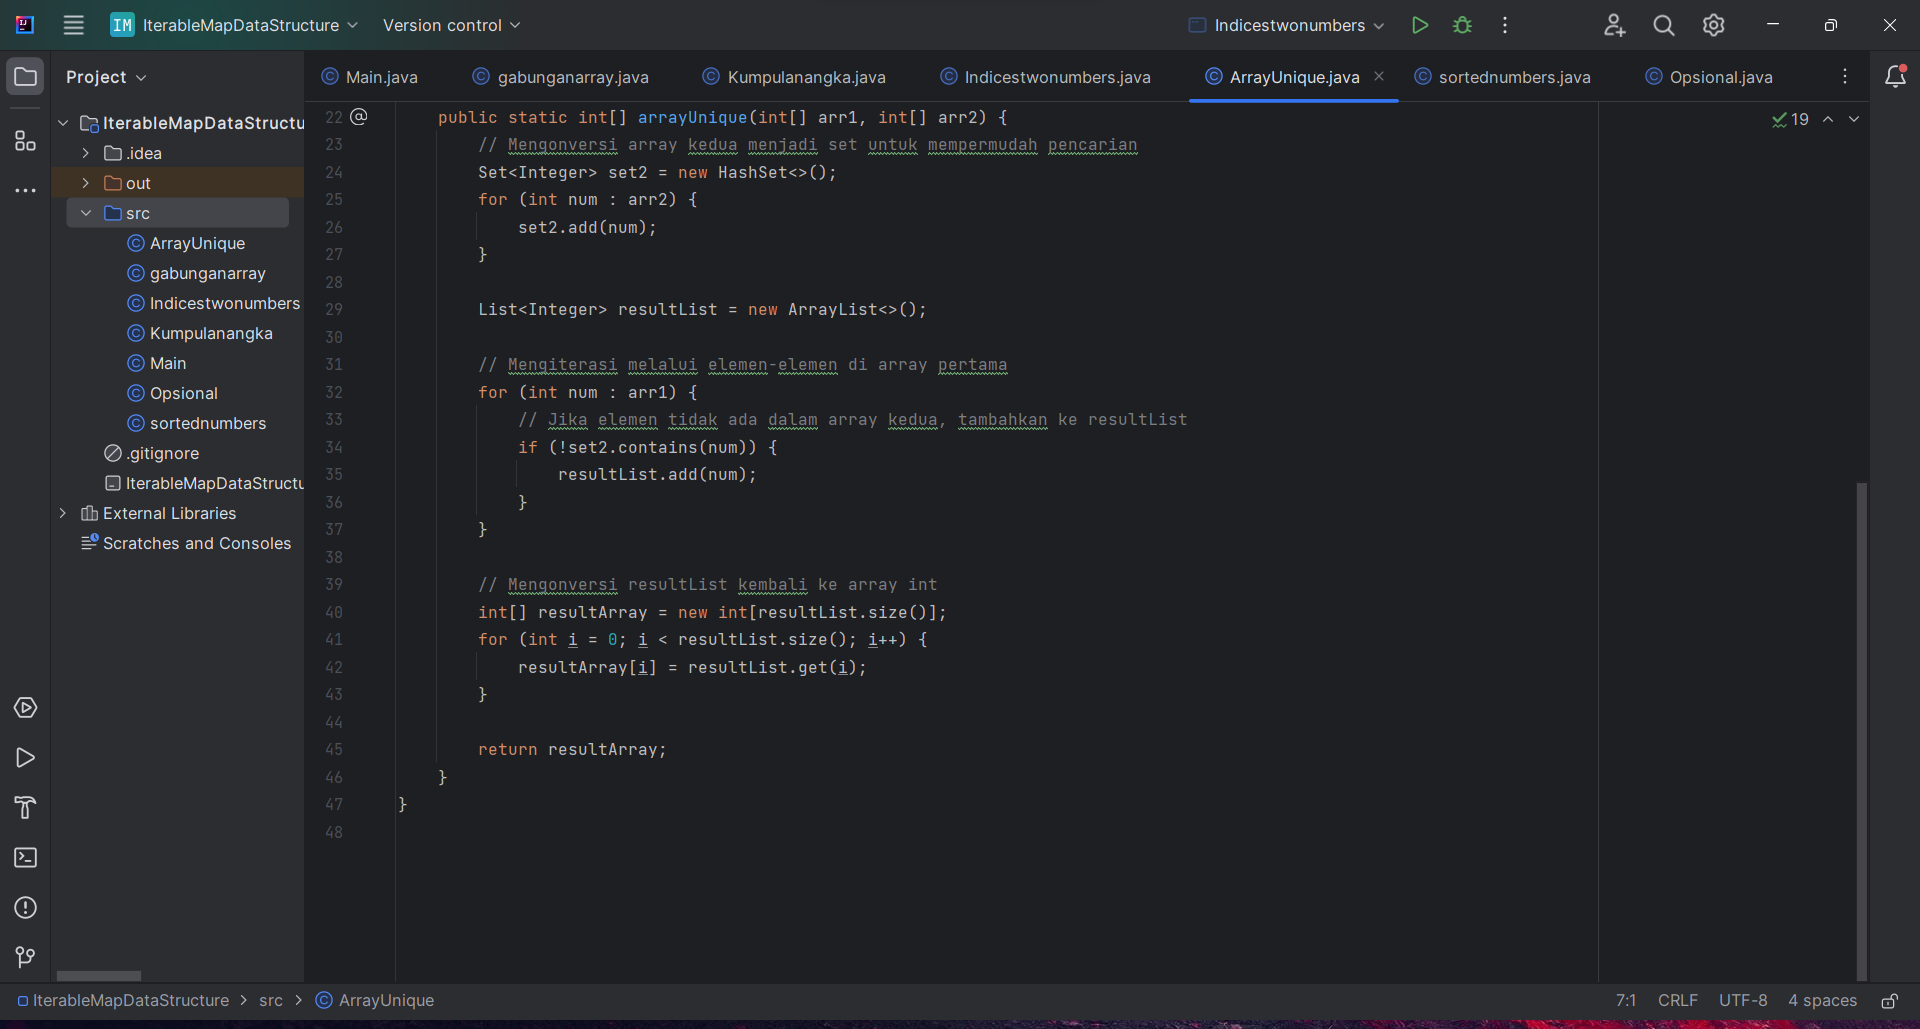 IM IterableMapDataStructure Version control Indicestwonumbers
Project Main.java gabunganarray.java Kumpulanangka.java Indicestwonumbers.java ArrayUnique.java sortednumbers.java Opsional.java
IterableMapDataStructu
.idea
out
src
ArrayUnique
gabunganarray
Indicestwonumbers
Kumpulanangka
Main
Opsional
sortednumbers
.gitignore
IterableMapDataStructu
External Libraries
Scratches and Consoles
19
22 @ public static int[] arrayUnique(int[] arr1, int[] arr2) {
23 // Mengonversi array kedua menjadi set untuk mempermudah pencarian
24 Set<Integer> set2 = new HashSet<>();
25 for (int num : arr2) {
26 set2.add(num);
27 }
28
29 List<Integer> resultList = new ArrayList<>();
30
31 // Mengiterasi melalui elemen-elemen di array pertama
32 for (int num : arr1) {
33 // Jika elemen tidak ada dalam array kedua, tambahkan ke resultList
34 if (!set2.contains(num)) {
35 resultList.add(num);
36 }
37 }
38
39 // Mengonversi resultList kembali ke array int
40 int[] resultArray = new int[resultList.size()];
41 for (int i = 0; i < resultList.size(); i++) {
42 resultArray[i] = resultList.get(i);
43 }
44
45 return resultArray;
46 }
47 }
48
IterableMapDataStructure > src > ArrayUnique 7:1 CRLF UTF-8 4 spaces